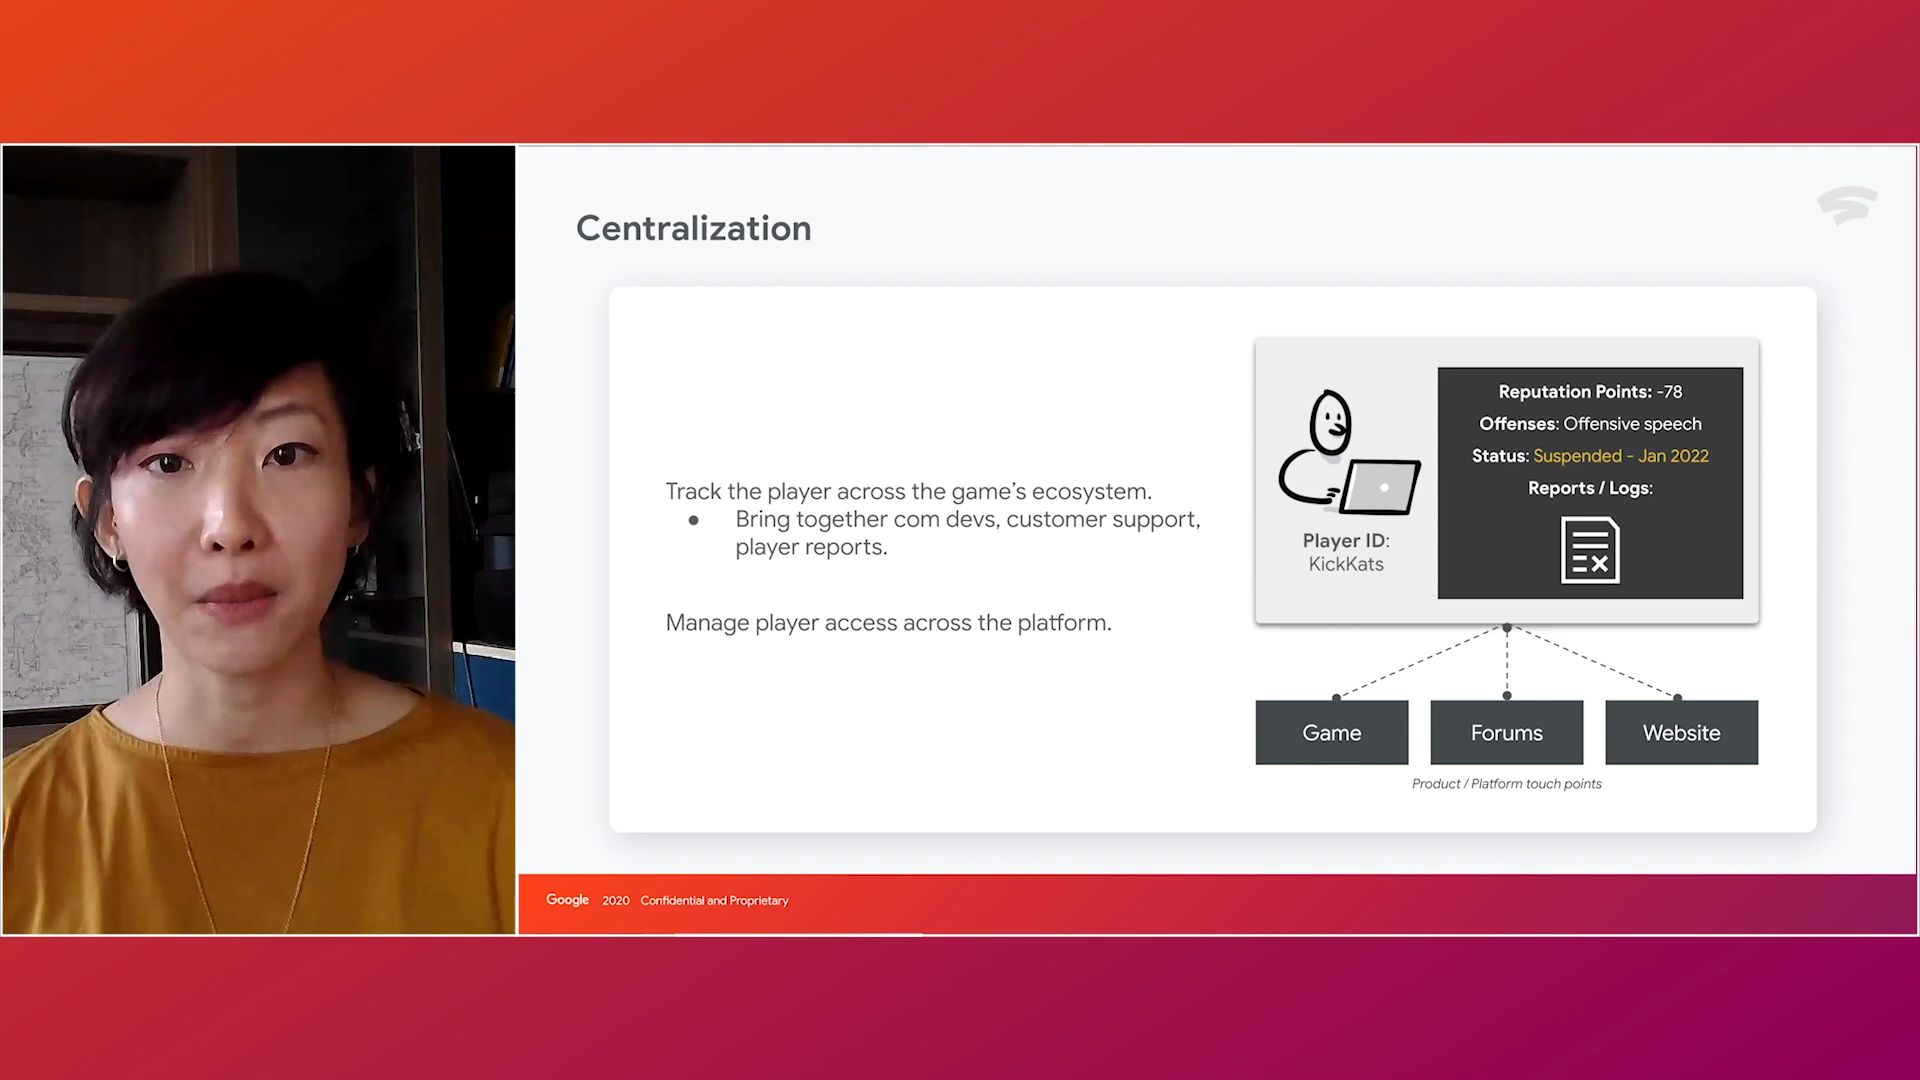 Centralization
Track the player across the game's ecosystem.
● Bring together com devs, customer support,
player reports.
Manage player access across the platform.
Player ID:
KickKats
Reputation Points: -78
Offenses: Offensive speech
Status: Suspended - Jan 2022
Reports / Logs:
Game
Forums
Website
Product / Platform touch points
Google 2020 Confidential and Proprietary